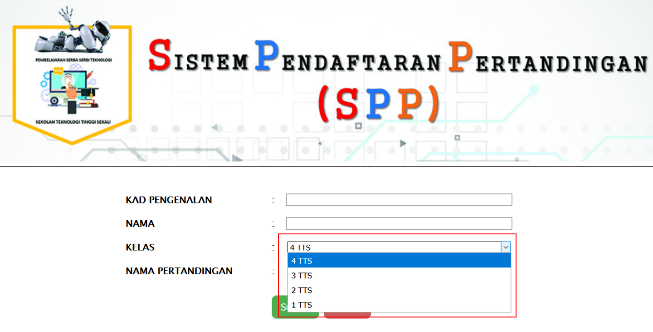 PEMBELAJARAN SERBA SERBI TEKNOLOGI
SEKOLAH TEKNOLOGI TINGGI SEKALI
SISTEM PENDAFTARAN PERTANDINGAN
(SPP)
KAD PENGENALAN :
NAMA :
KELAS : 4 TTS
4 TTS
3 TTS
2 TTS
1 TTS
NAMA PERTANDINGAN :